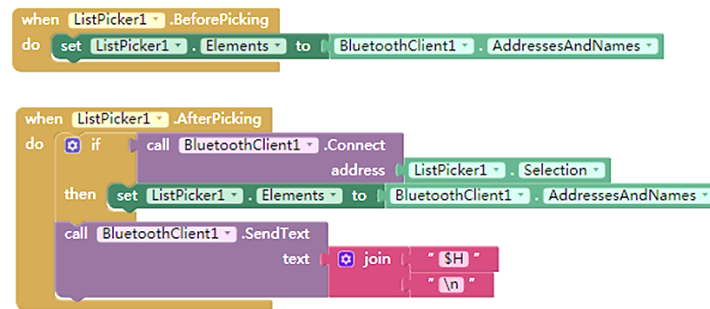 when ListPicker1 .BeforePicking
do set ListPicker1 . Elements to BluetoothClient1 . AddressesAndNames
when ListPicker1 .AfterPicking
do if call BluetoothClient1 .Connect
address ListPicker1 . Selection
then set ListPicker1 . Elements to BluetoothClient1 . AddressesAndNames
call BluetoothClient1 .SendText
text join " $H "
" \n "